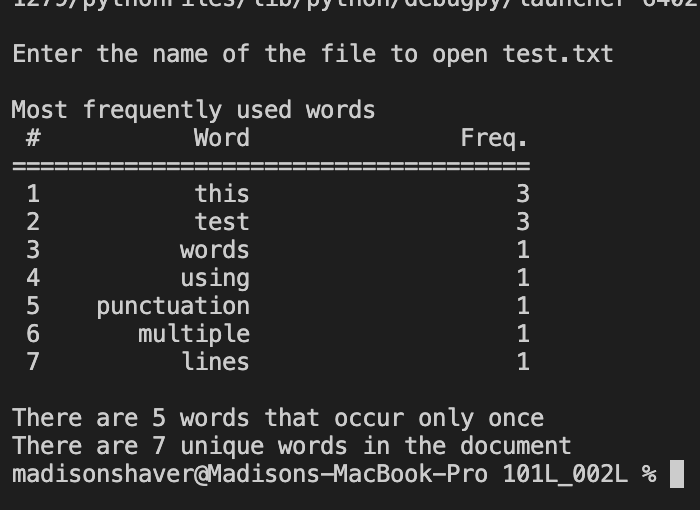 1279/pythonFiles/lib/python/debugpy/launcher
Enter the name of the file to open test.txt
Most frequently used words
# Word Freq.
=====================================
1 this 3
2 test 3
3 words 1
4 using 1
5 punctuation 1
6 multiple 1
7 lines 1
There are 5 words that occur only once
There are 7 unique words in the document
madisonshaver@Madisons-MacBook-Pro 101L_002L %